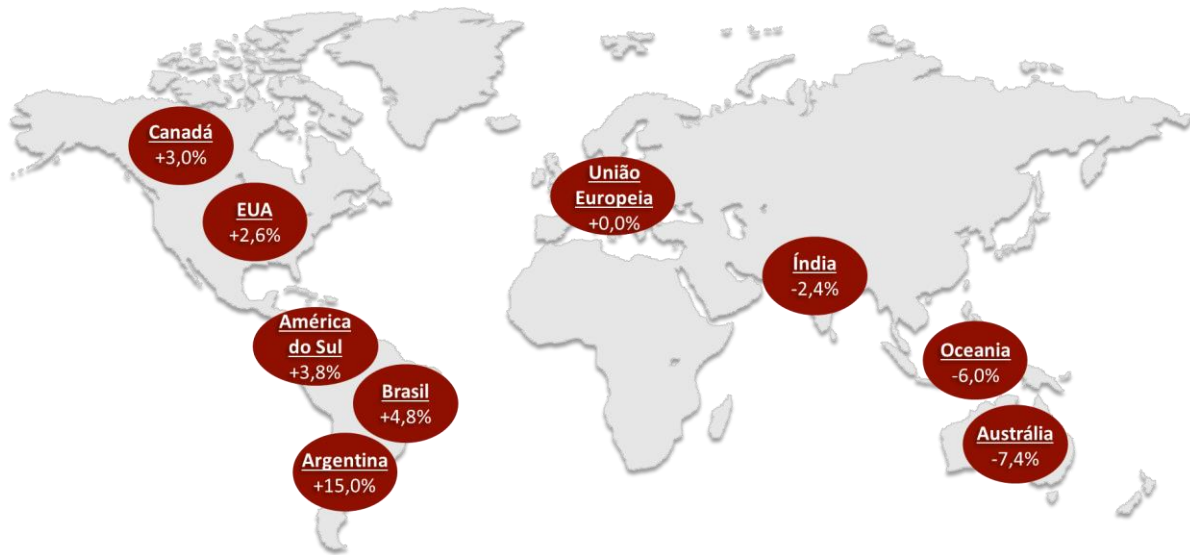 Canadá
+3,0%
EUA
+2,6%
União
Europeia
+0,0%
Índia
-2,4%
América
do Sul
+3,8%
Brasil
+4,8%
Argentina
+15,0%
Oceania
-6,0%
Austrália
-7,4%